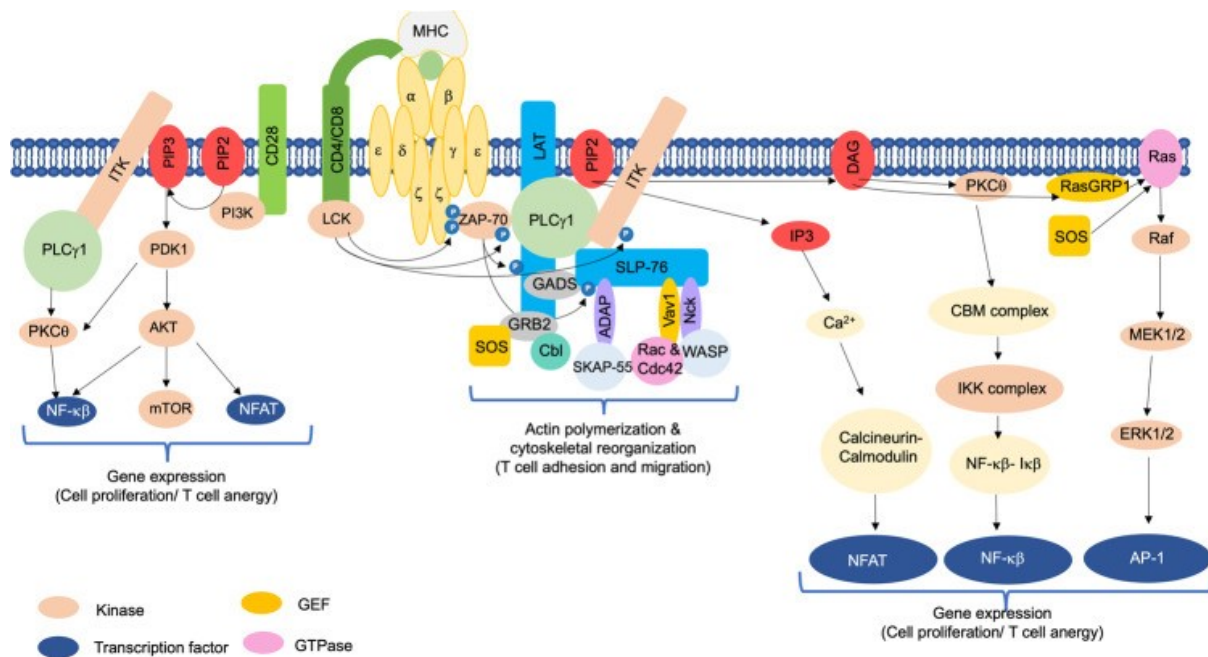 MHC
α
β
ε
δ
γ
ε
ζ
ζ
ITK
PIP3
PIP2
CD28
CD4/CD8
LAT
PIP2
ITK
DAG
PKCθ
RasGRP1
Ras
PI3K
LCK
P
ZAP-70
P
P
P
PLCγ1
PLCγ1
PDK1
IP3
SOS
Raf
SLP-76
GADS
P
ADAP
Vav1
Nck
PKCθ
AKT
GRB2
SOS
Cbl
SKAP-55
Rac &
Cdc42
WASP
Ca2+
CBM complex
MEK1/2
NF-κβ
mTOR
NFAT
IKK complex
Actin polymerization &
cytoskeletal reorganization
(T cell adhesion and migration)
Calcineurin-
Calmodulin
NF-κβ- Iκβ
ERK1/2
Gene expression
(Cell proliferation/ T cell anergy)
NFAT
NF-κβ
AP-1
Gene expression
(Cell proliferation/ T cell anergy)
Kinase
GEF
Transcription factor
GTPase